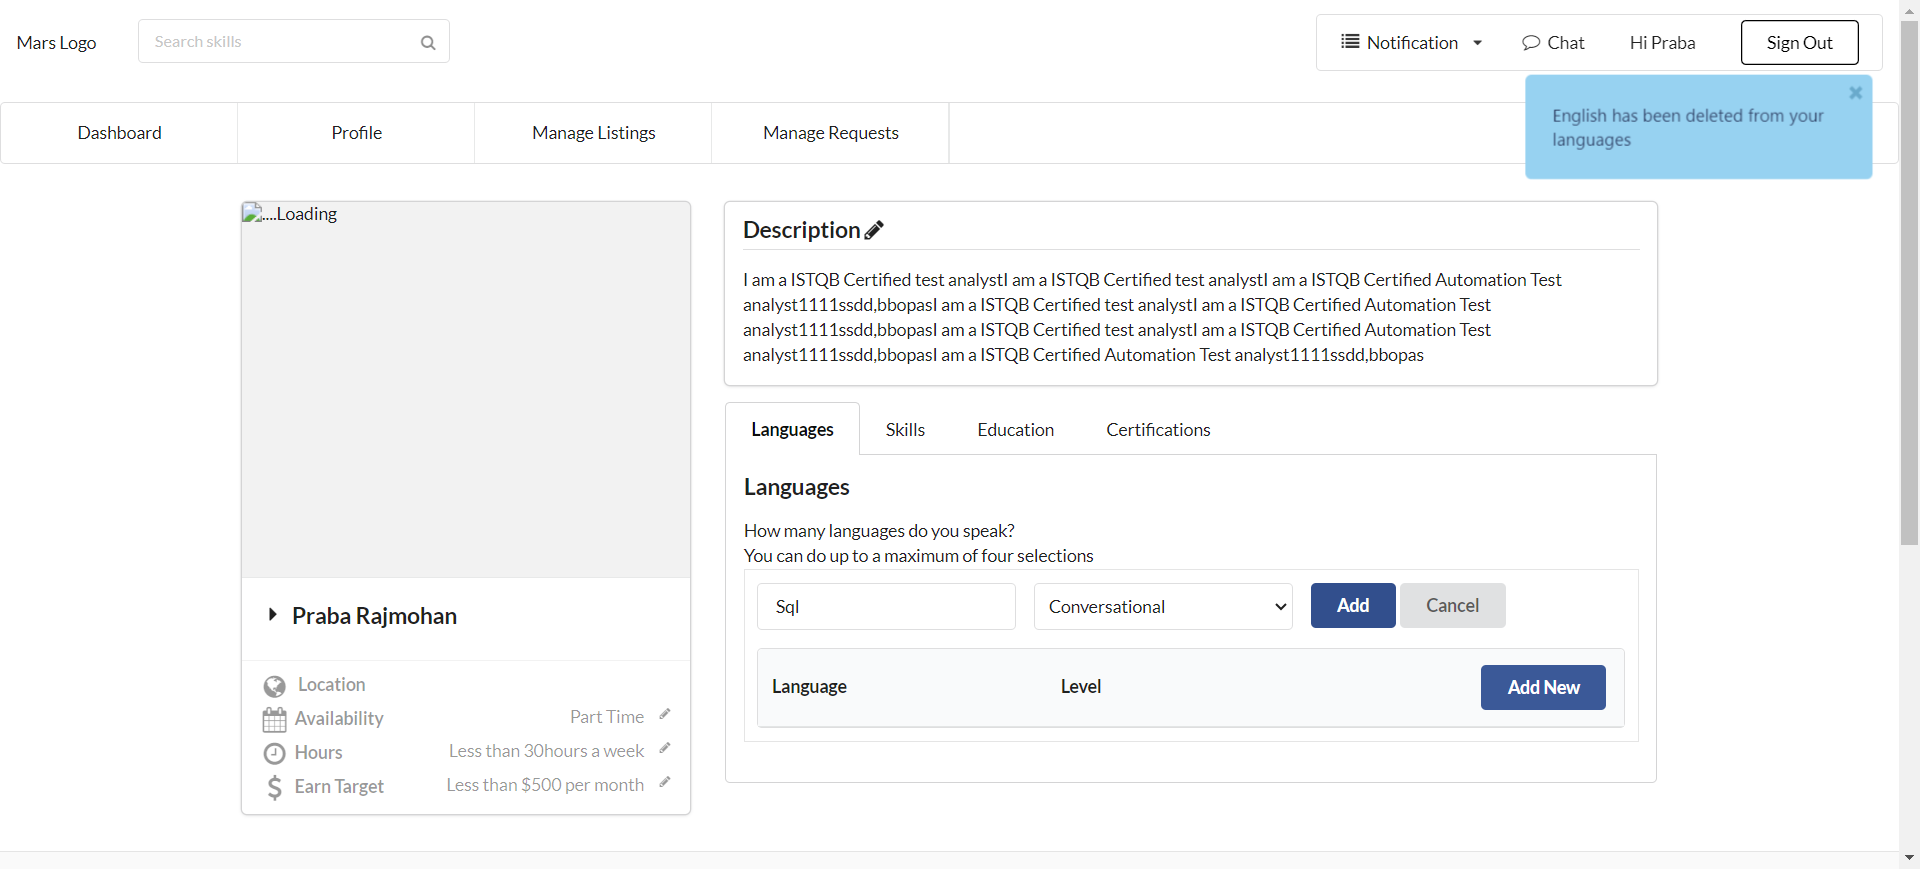 Mars Logo
Search skills
Notification
Chat
Hi Praba
Sign Out
English has been deleted from your
languages
Dashboard
Profile
Manage Listings
Manage Requests
....Loading
Praba Rajmohan
Location
Availability
Part Time
Hours
Less than 30hours a week
Earn Target
Less than $500 per month
Description
I am a ISTQB Certified test analystI am a ISTQB Certified test analystI am a ISTQB Certified Automation Test
analyst1111ssdd,bbopasI am a ISTQB Certified test analystI am a ISTQB Certified Automation Test
analyst1111ssdd,bbopasI am a ISTQB Certified test analystI am a ISTQB Certified Automation Test
analyst1111ssdd,bbopasI am a ISTQB Certified Automation Test analyst1111ssdd,bbopas
Languages
Skills
Education
Certifications
Languages
How many languages do you speak?
You can do up to a maximum of four selections
Sql
Conversational
Add
Cancel
Language
Level
Add New